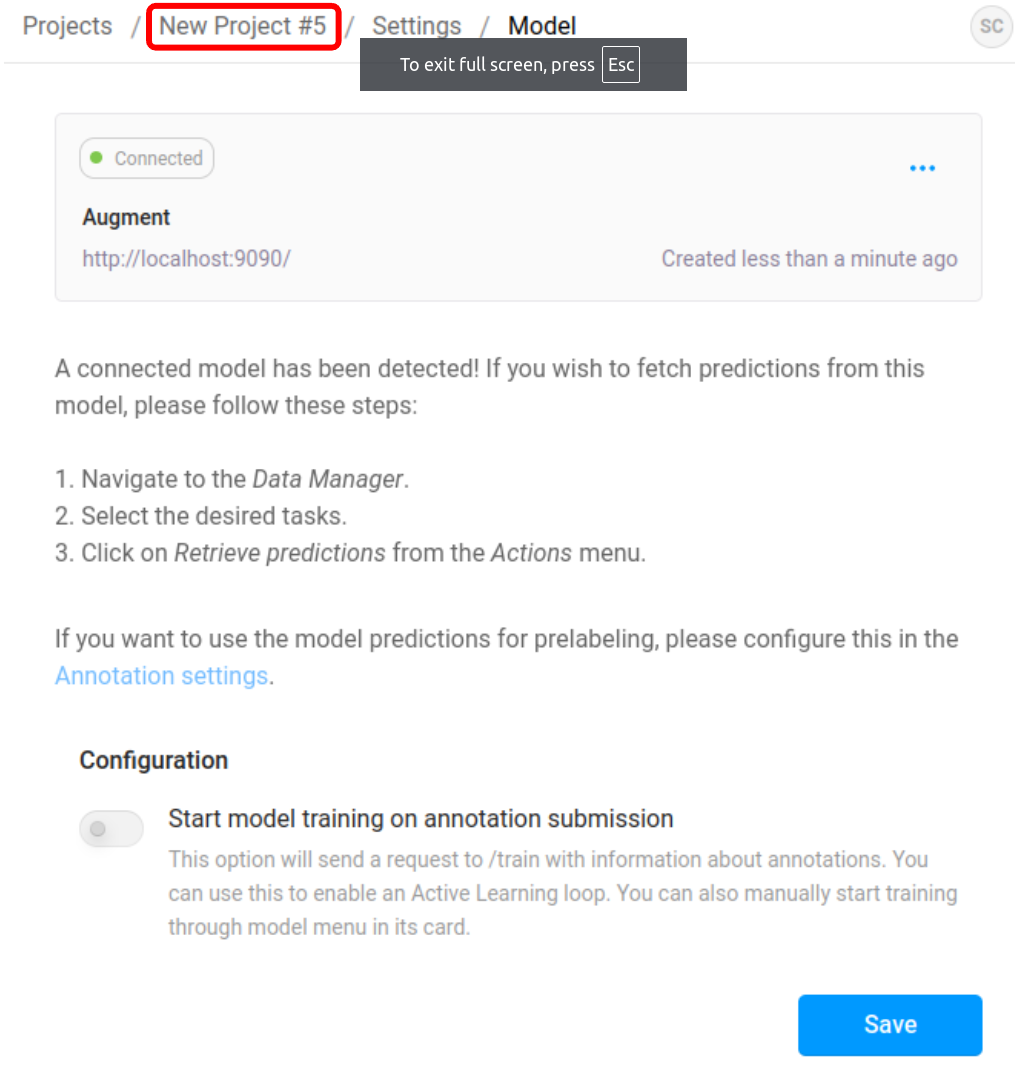 Projects / New Project #5 / Settings / Model
SC
To exit full screen, press Esc
Connected
...
Augment
http://localhost:9090/
Created less than a minute ago
A connected model has been detected! If you wish to fetch predictions from this
model, please follow these steps:
1. Navigate to the Data Manager.
2. Select the desired tasks.
3. Click on Retrieve predictions from the Actions menu.
If you want to use the model predictions for prelabeling, please configure this in the
Annotation settings.
Configuration
Start model training on annotation submission
This option will send a request to /train with information about annotations. You
can use this to enable an Active Learning loop. You can also manually start training
through model menu in its card.
Save